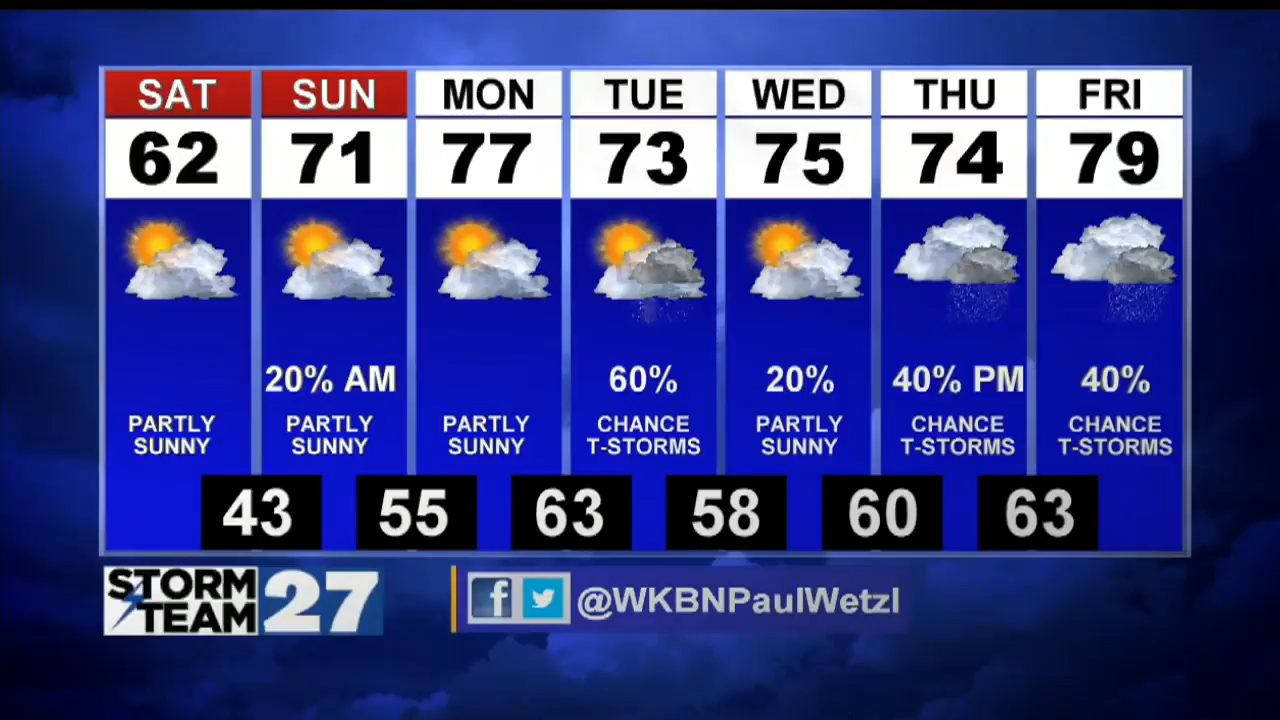 SAT SUN MON TUE WED THU FRI
62 71 77 73 75 74 79
20% AM 60% 20% 40% PM 40%
PARTLY PARTLY PARTLY CHANCE PARTLY CHANCE CHANCE
SUNNY SUNNY SUNNY T-STORMS SUNNY T-STORMS T-STORMS
43 55 63 58 60 63
STORM
TEAM
27
f @WKBNPaulWetzl